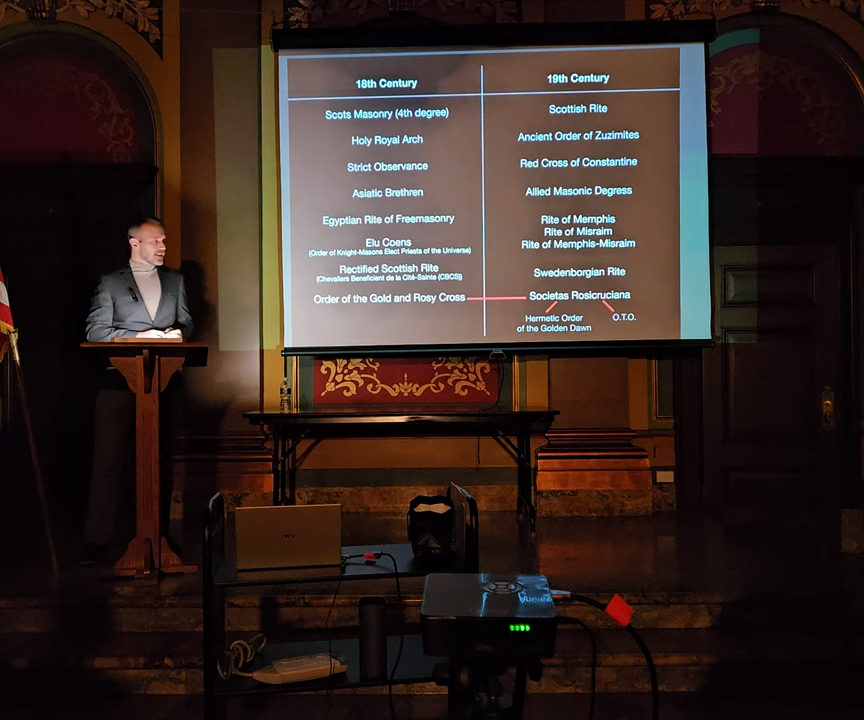 18th Century
19th Century
Scots Masonry (4th degree)
Scottish Rite
Holy Royal Arch
Ancient Order of Zuzimites
Strict Observance
Red Cross of Constantine
Asiatic Brethren
Allied Masonic Degress
Egyptian Rite of Freemasonry
Rite of Memphis
Rite of Misraim
Rite of Memphis-Misraim
Elu Coens
(Order of Knight-Masons Elect Priests of the Universe)
Rectified Scottish Rite
(Chevaliers Beneficient de la Cité-Sainte (CBCS))
Swedenborgian Rite
Order of the Gold and Rosy Cross
Societas Rosicruciana
Hermetic Order
of the Golden Dawn
O.T.O.